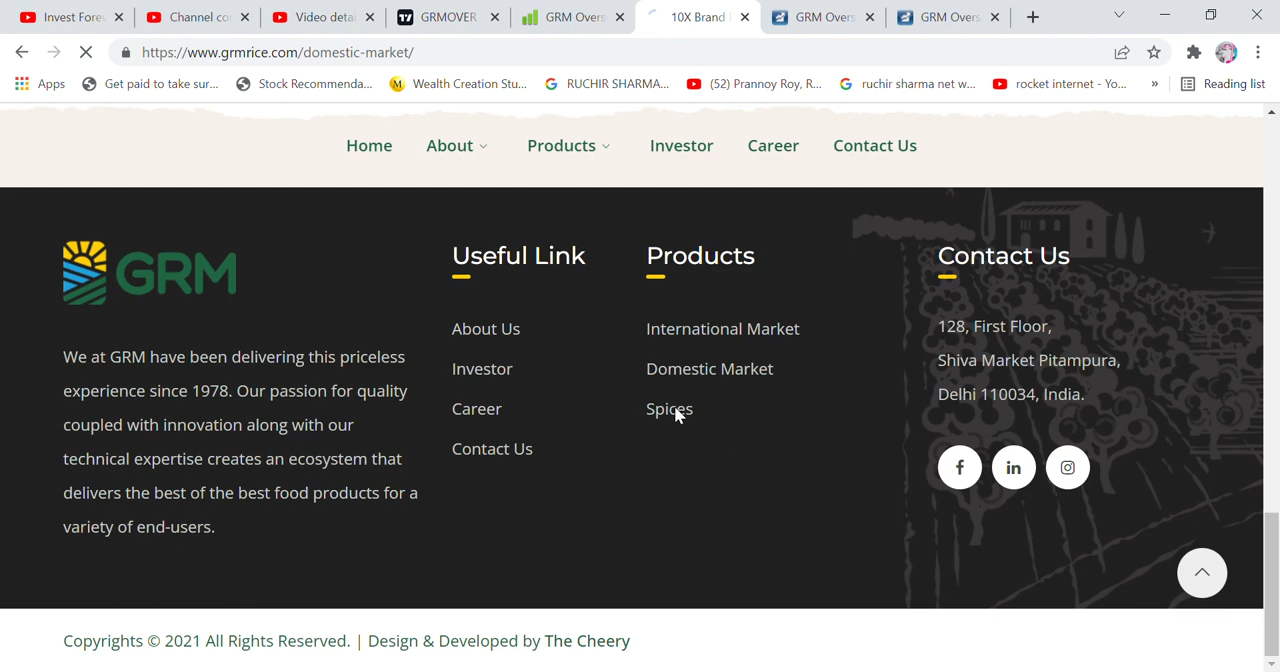 Invest Fore
Channel co
Video detai
GRMOVER
GRM Overs
10X Brand
GRM Overs
GRM Overs
https://www.grmrice.com/domestic-market/
Apps
Get paid to take sur...
Stock Recommenda...
M
Wealth Creation Stu...
RUCHIR SHARMA...
(52) Prannoy Roy, R...
ruchir sharma net w...
rocket internet - Yo...
»
Reading list
Home
About
Products
Investor
Career
Contact Us
GRM
We at GRM have been delivering this priceless
experience since 1978. Our passion for quality
coupled with innovation along with our
technical expertise creates an ecosystem that
delivers the best of the best food products for a
variety of end-users.
Useful Link
About Us
Investor
Career
Contact Us
Products
International Market
Domestic Market
Spices
Contact Us
128, First Floor,
Shiva Market Pitampura,
Delhi 110034, India.
f
in
Copyrights © 2021 All Rights Reserved. | Design & Developed by The Cheery